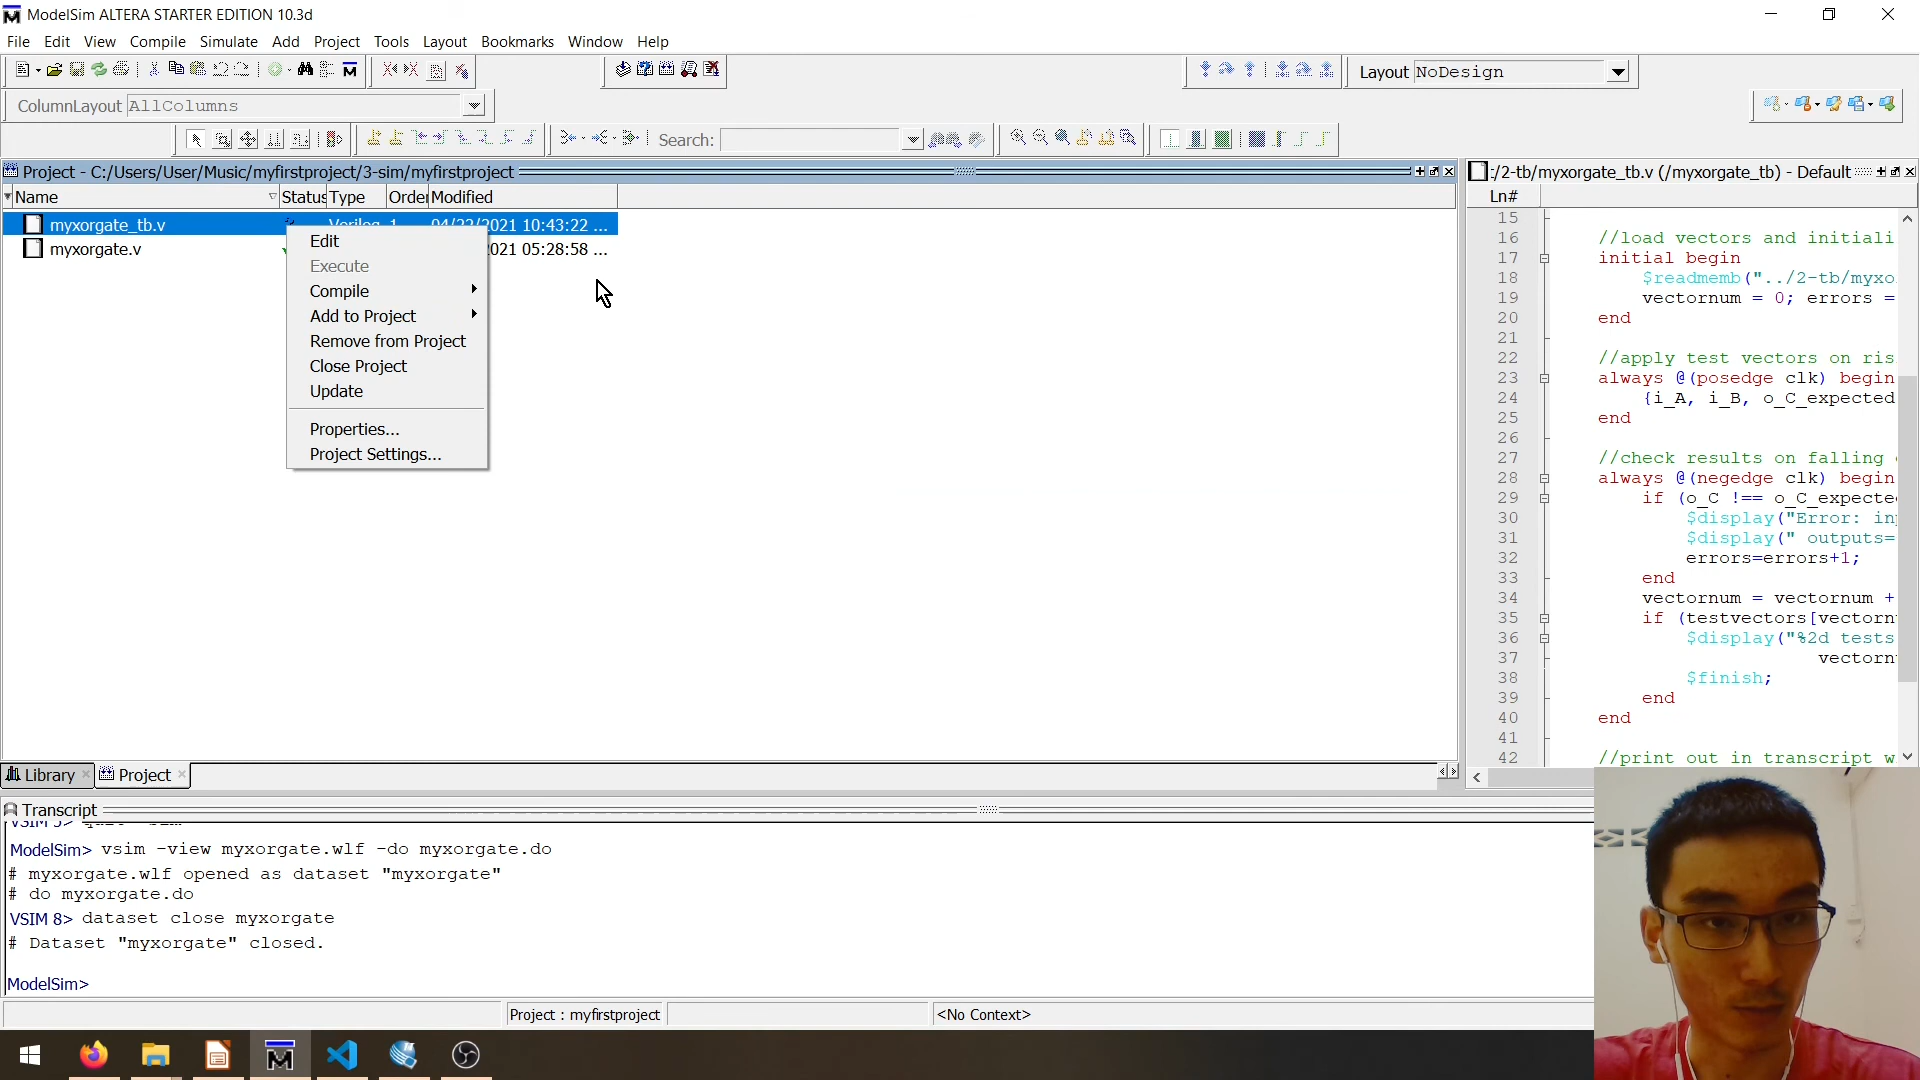 ModelSim ALTERA STARTER EDITION 10.3d
File Edit View Compile Simulate Add Project Tools Layout Bookmarks Window Help
Layout NoDesign
ColumnLayout AllColumns
Search:
Project - C:/Users/User/Music/myfirstproject/3-sim/myfirstproject
Name Status Type Order Modified
myxorgate_tb.v Verilog 1 04/22/2021 10:43:22 ...
myxorgate.v 2021 05:28:58 ...
Edit
Execute
Compile
Add to Project
Remove from Project
Close Project
Update
Properties...
Project Settings...
Library Project
:/2-tb/myxorgate_tb.v (/myxorgate_tb) - Default
Ln#
15
16 //load vectors and initiali
17 initial begin
18 $readmemb("../2-tb/myxo
19 vectornum = 0; errors =
20 end
21
22 //apply test vectors on ris
23 always @(posedge clk) begin
24 {i_A, i_B, o_C_expected
25 end
26
27 //check results on falling
28 always @(negedge clk) begin
29 if (o_C !== o_C_expecte
30 $display("Error: in
31 $display(" outputs=
32 errors=errors+1;
33 end
34 vectornum = vectornum +
35 if (testvectors[vectorn
36 $display("%2d tests
37 vectorn
38 $finish;
39 end
40 end
41
42 //print out in transcript w
Transcript
ModelSim> vsim -view myxorgate.wlf -do myxorgate.do
# myxorgate.wlf opened as dataset "myxorgate"
# do myxorgate.do
VSIM 8> dataset close myxorgate
# Dataset "myxorgate" closed.
ModelSim>
Project : myfirstproject <No Context>